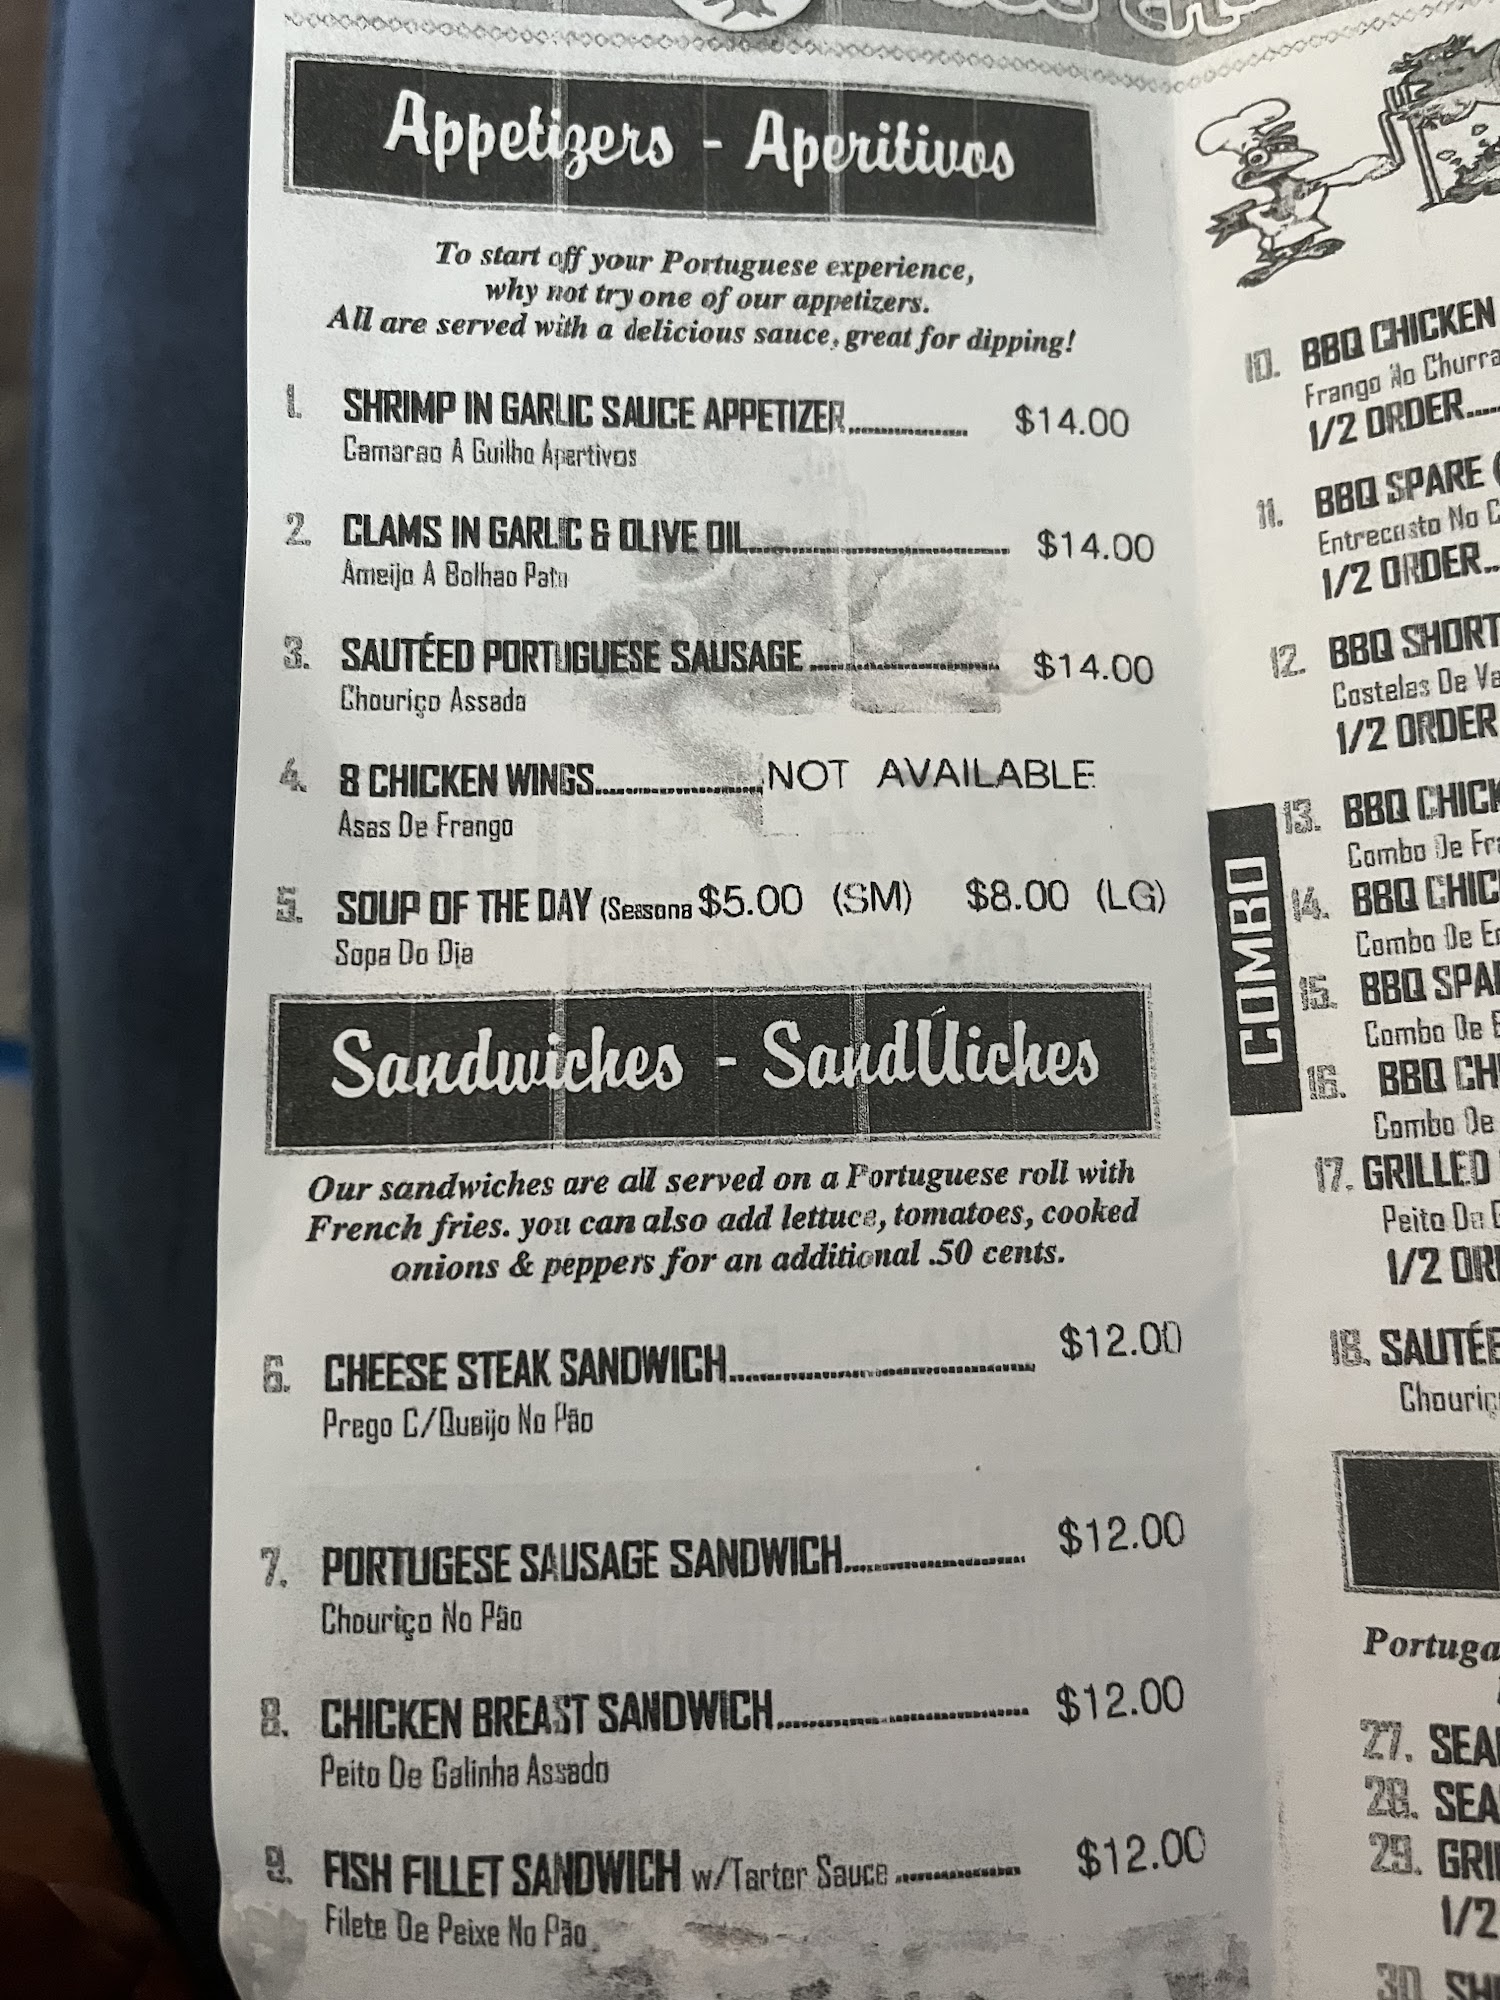 Appetizers - Aperitivos
To start off your Portuguese experience,
why not try one of our appetizers.
All are served with a delicious sauce, great for dipping!
1. SHRIMP IN GARLIC SAUCE APPETIZER $14.00
Camarao A Guilho Apertivos
2. CLAMS IN GARLIC & OLIVE OIL $14.00
Ameijo A Bolhao Pato
3. SAUTÉED PORTUGUESE SAUSAGE $14.00
Chouriço Assada
4. 8 CHICKEN WINGS NOT AVAILABLE
Asas De Frango
5. SOUP OF THE DAY (Seasona $5.00 (SM) $8.00 (LG)
Sopa Do Dia
Sandwiches - SandÚiches
Our sandwiches are all served on a Portuguese roll with
French fries. you can also add lettuce, tomatoes, cooked
onions & peppers for an additional .50 cents.
6. CHEESE STEAK SANDWICH $12.00
Prego C/Queijo No Pão
7. PORTUGESE SAUSAGE SANDWICH $12.00
Chouriço No Pão
8. CHICKEN BREAST SANDWICH $12.00
Peito De Galinha Assado
9. FISH FILLET SANDWICH w/Tarter Sauce $12.00
Filete De Peixe No Pão
10. BBQ CHICKEN
Frango No Churra
1/2 ORDER
11. BBQ SPARE (
Entrecosto No C
1/2 ORDER
12. BBQ SHORT
Costelas De Va
1/2 ORDER
COMBO
13. BBQ CHICK
Combo De Fra
14. BBQ CHIC
Combo De En
15. BBQ SPA
Combo De E
16. BBQ CH
Combo De
17. GRILLED
Peito De G
1/2 OR
18. SAUTÉE
Chouriç
Portuga
27. SEA
28. SEA
29. GRI
1/2
30. SH